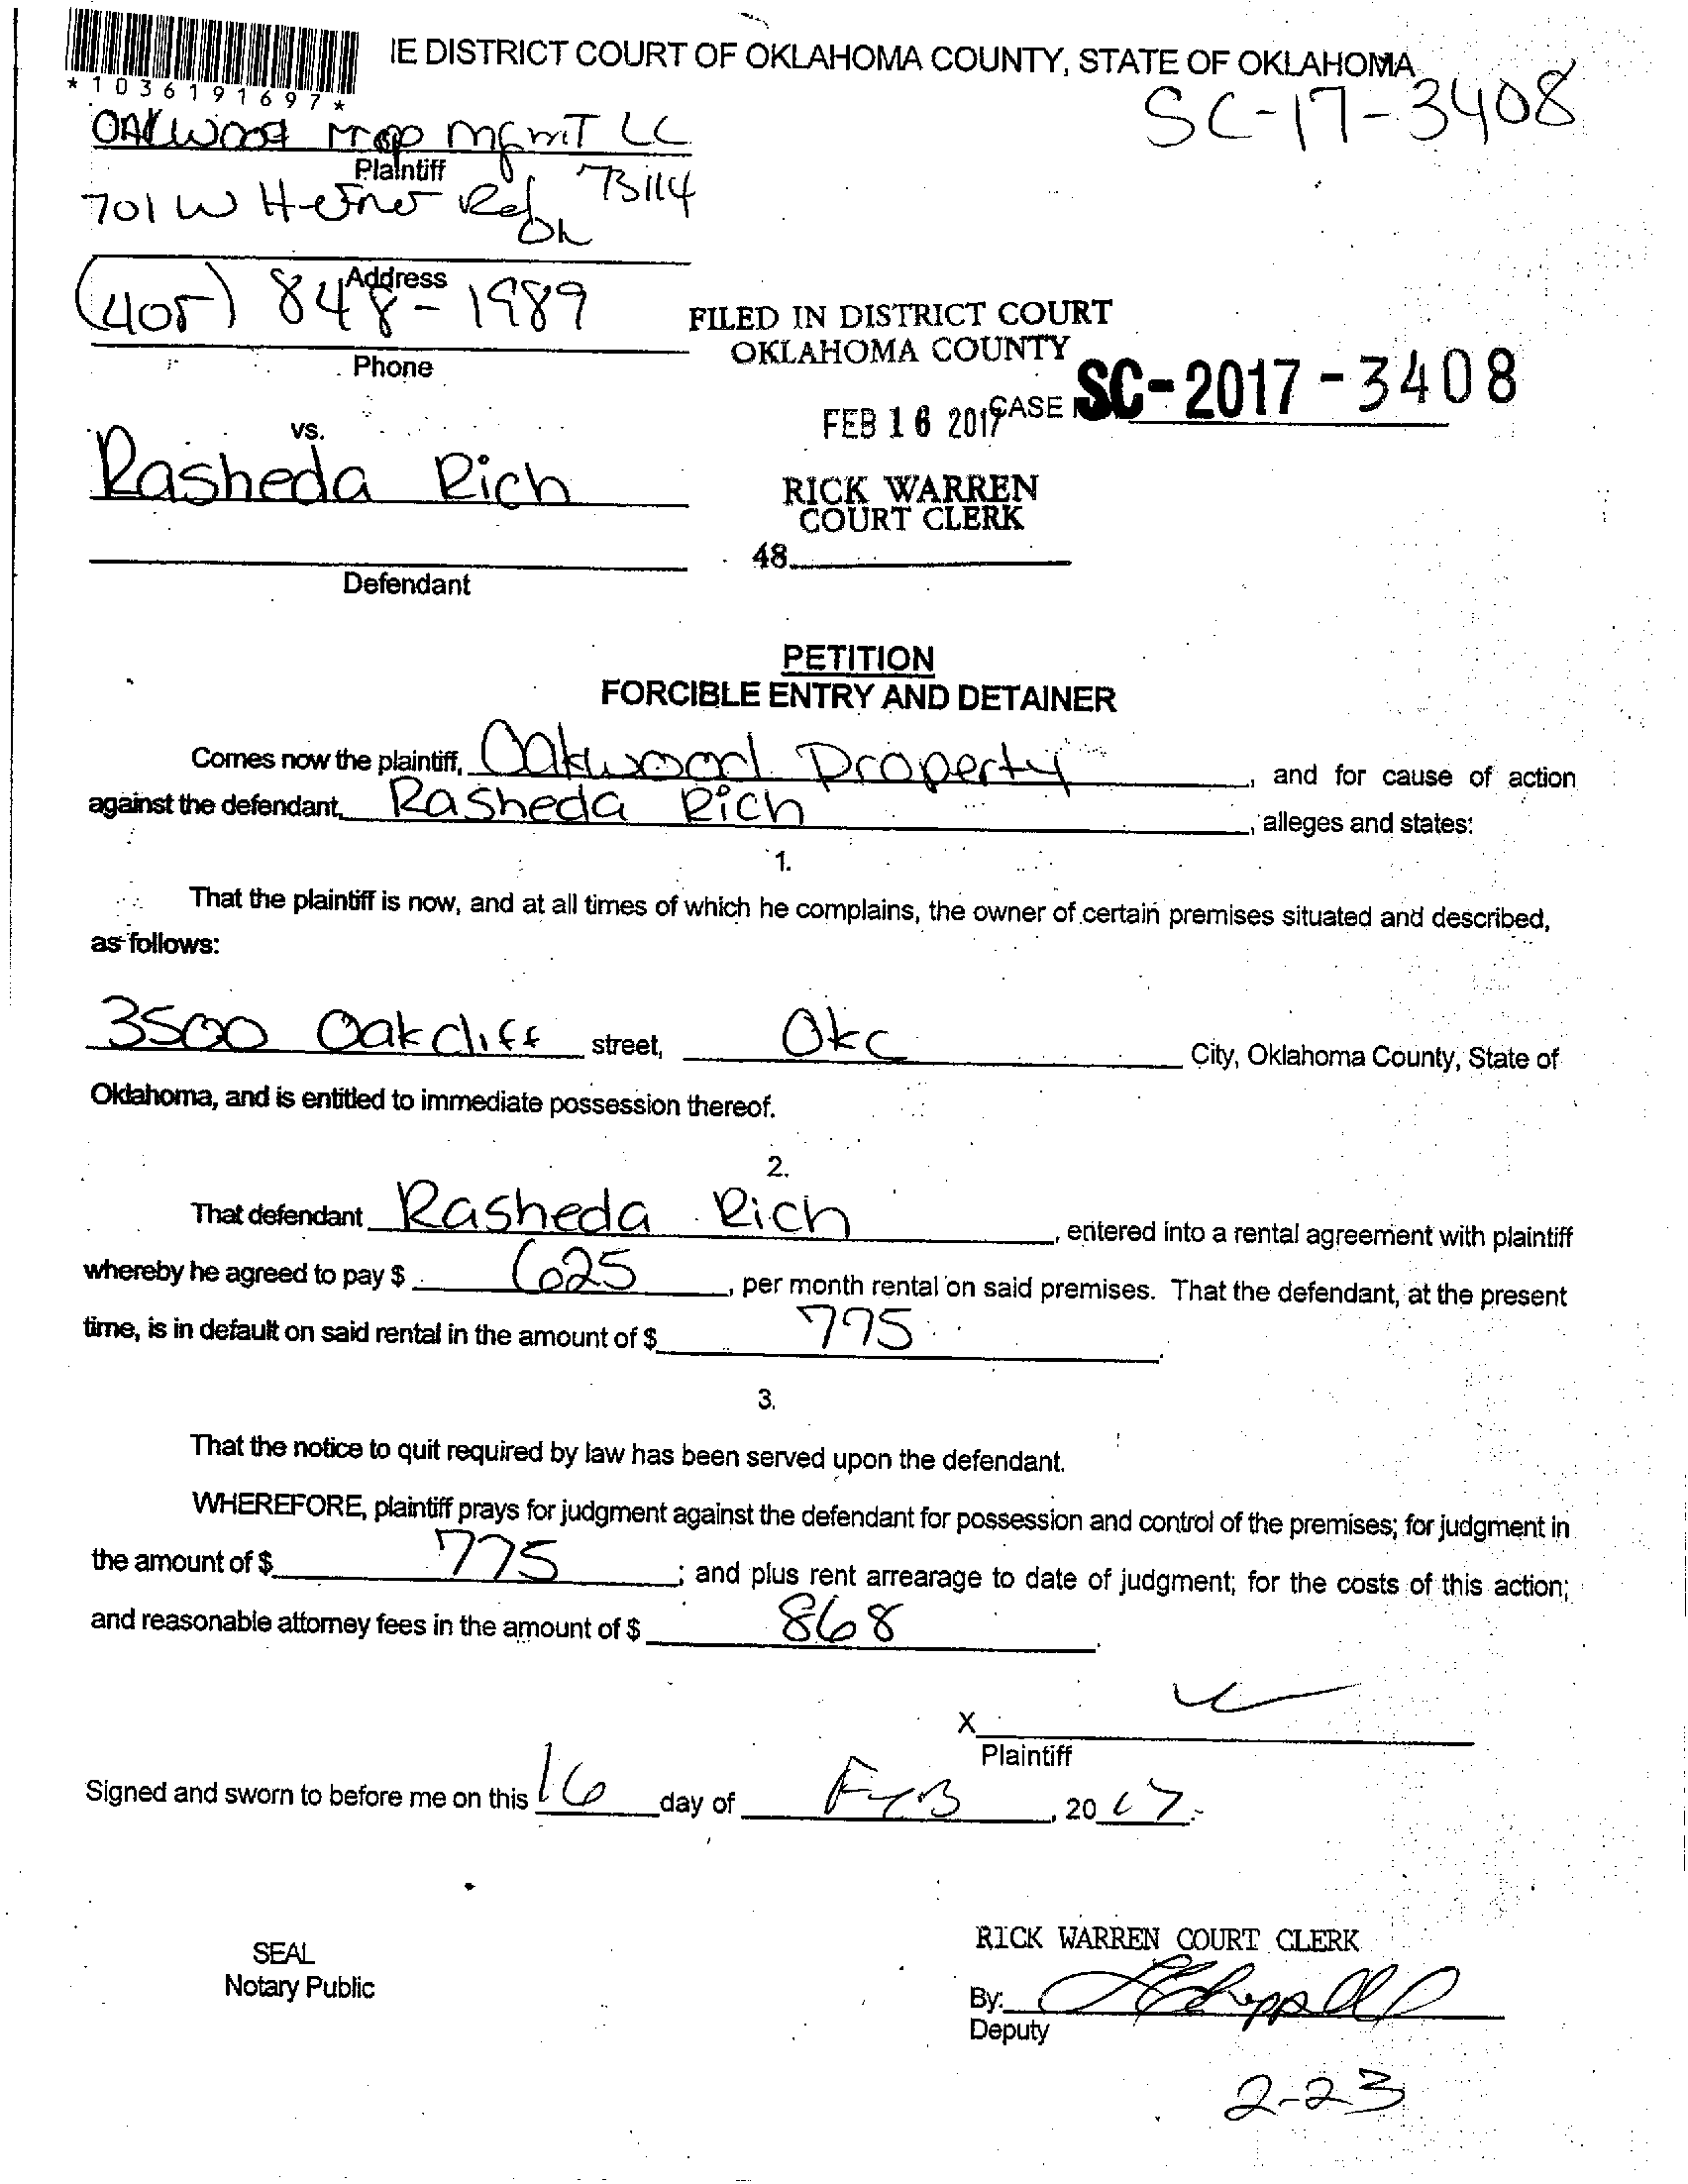 IE DISTRICT COURT OF OKLAHOMA COUNTY, STATE OF OKLAHOMA
*1036191697*
SC-17-3408
Oakwood Prop Mgmt LC
Plaintiff
701 W Hefner Rd 73114
Ok
Address
(405) 848-1989
Phone
FILED IN DISTRICT COURT
OKLAHOMA COUNTY
CASE SC-2017-3408
FEB 16 2017
vs.
Rasheda Rich
RICK WARREN
COURT CLERK
48
Defendant
PETITION
FORCIBLE ENTRY AND DETAINER
Comes now the plaintiff, Oakwood Property, and for cause of action
against the defendant, Rasheda Rich, alleges and states:
1.
That the plaintiff is now, and at all times of which he complains, the owner of certain premises situated and described,
as follows:
3500 Oakcliff street, Okc City, Oklahoma County, State of
Oklahoma, and is entitled to immediate possession thereof.
2.
That defendant Rasheda Rich, entered into a rental agreement with plaintiff
whereby he agreed to pay $ 625, per month rental on said premises. That the defendant, at the present
time, is in default on said rental in the amount of $ 775.
3.
That the notice to quit required by law has been served upon the defendant.
WHEREFORE, plaintiff prays for judgment against the defendant for possession and control of the premises; for judgment in
the amount of $ 775; and plus rent arrearage to date of judgment; for the costs of this action;
and reasonable attorney fees in the amount of $ 868.
X
Plaintiff
Signed and sworn to before me on this 16 day of Feb, 2017.
SEAL
Notary Public
RICK WARREN COURT CLERK
By:
Deputy
2-23